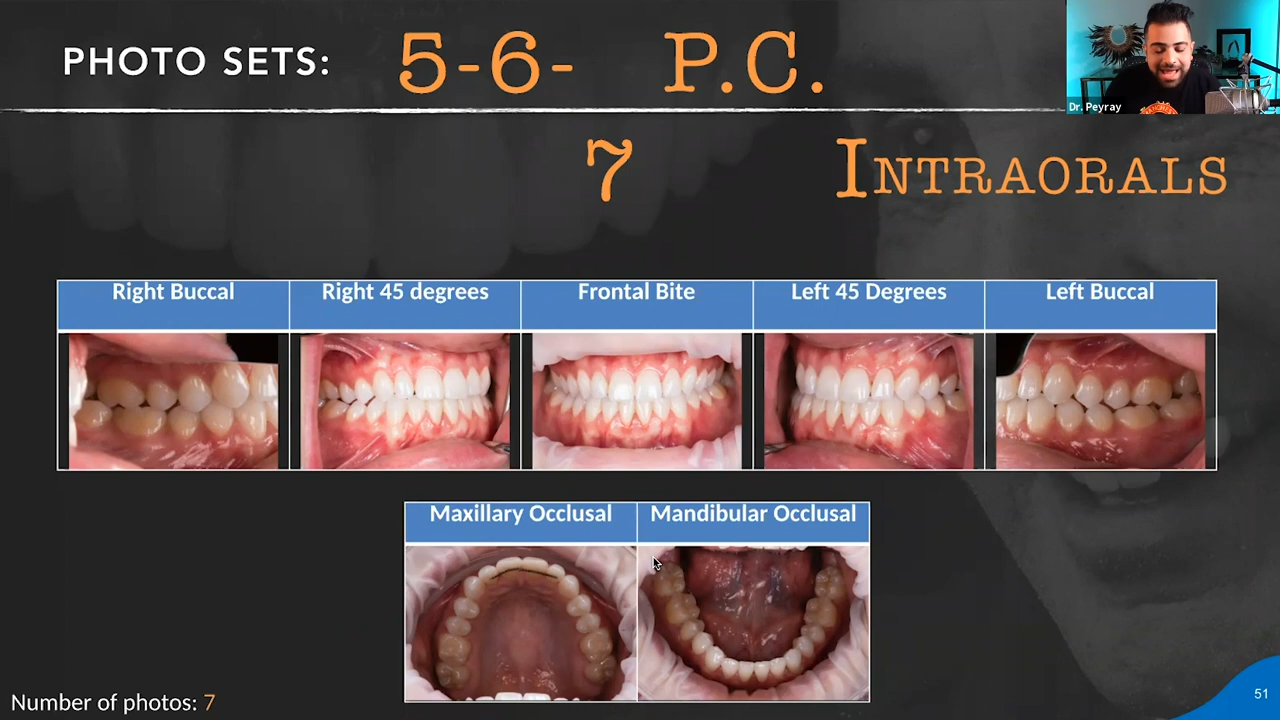 PHOTO SETS: 5-6- P.C.
Dr. Peyray
7 INTRAORALS
Right Buccal Right 45 degrees Frontal Bite Left 45 Degrees Left Buccal
Maxillary Occlusal Mandibular Occlusal
Number of photos: 7
51